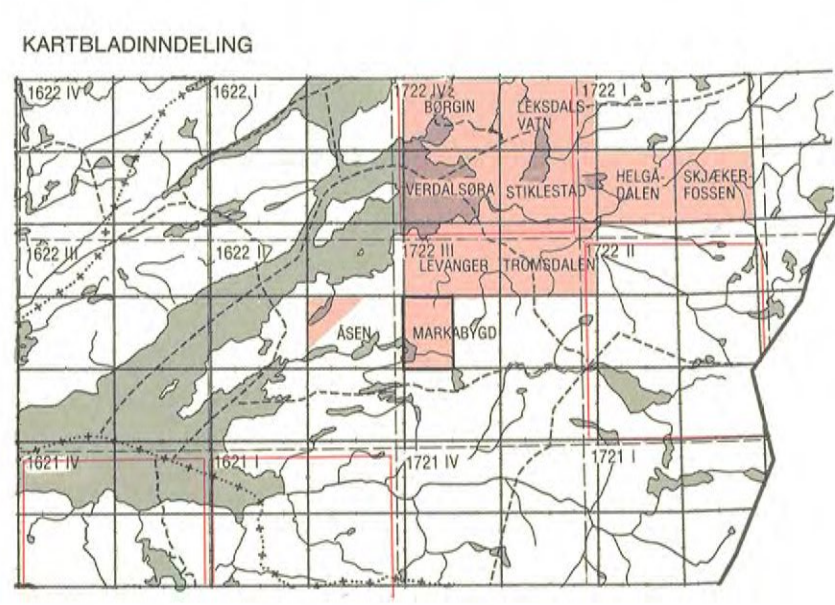 KARTBLADINNDELING
1622 IV
1622 I
1722 IV
1722 I
BØRGIN
LEKSDALS-
VATN
VERDALSØRA
STIKLESTAD
HELGÅ-
DALEN
SKJÆKER-
FOSSEN
1622 III
1622 II
1722 III
1722 II
LEVANGER
TROMSDALEN
ÅSEN
MARKABYGD
1621 IV
1621 I
1721 IV
1721 I